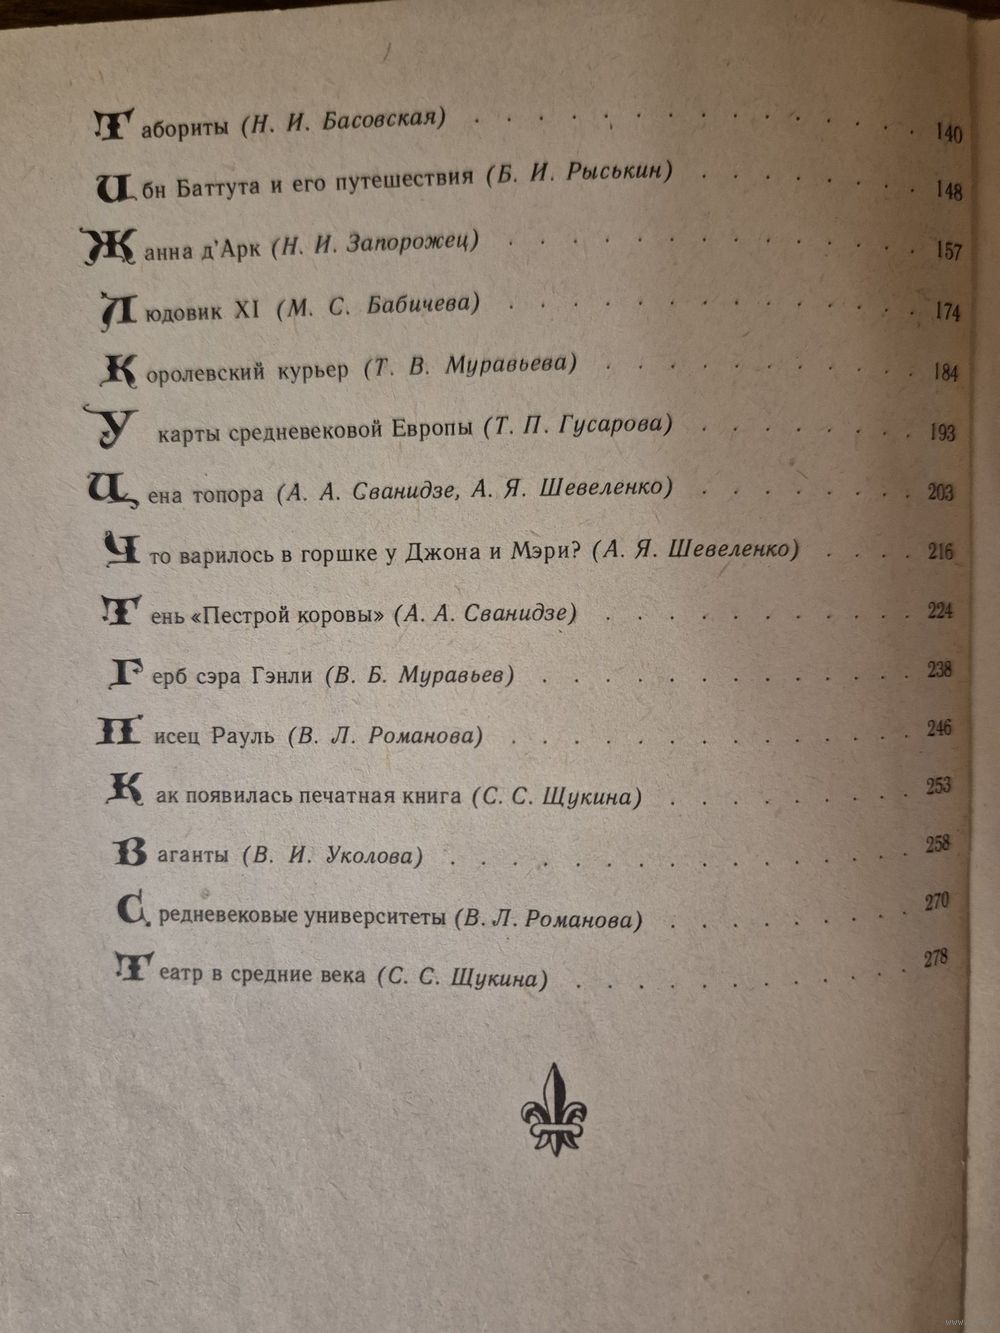 Табориты (Н. И. Басовская) . . . . . . . . . . . . . . 140
Ибн Баттута и его путешествия (Б. И. Рыськин) . . . . . . . 148
Жанна д'Арк (Н. И. Запорожец) . . . . . . . . . . . . . 157
Людовик XI (М. С. Бабичева) . . . . . . . . . . . . . 174
Королевский курьер (Т. В. Муравьева) . . . . . . . . . . 184
У карты средневековой Европы (Т. П. Гусарова) . . . . . . . 193
Цена топора (А. А. Сванидзе, А. Я. Шевеленко) . . . . . . . 203
Что варилось в горшке у Джона и Мэри? (А. Я. Шевеленко) . . . . 216
Тень «Пестрой коровы» (А. А. Сванидзе) . . . . . . . . . . 224
Герб сэра Гэнли (В. Б. Муравьев) . . . . . . . . . . . . 238
Писец Рауль (В. Л. Романова) . . . . . . . . . . . . . 246
Как появилась печатная книга (С. С. Щукина) . . . . . . . . 253
Ваганты (В. И. Уколова) . . . . . . . . . . . . . . . 258
Средневековые университеты (В. Л. Романова) . . . . . . . . 270
Театр в средние века (С. С. Щукина) . . . . . . . . . . . 278